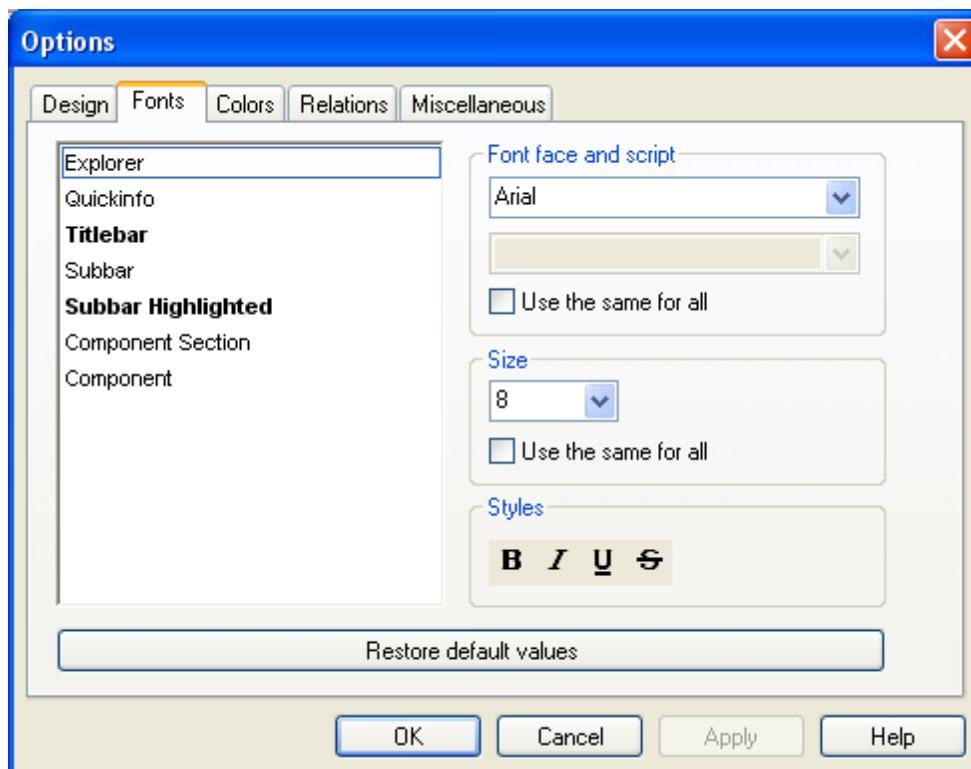 Options
Design Fonts Colors Relations Miscellaneous
Explorer
Quickinfo
Titlebar
Subbar
Subbar Highlighted
Component Section
Component
Font face and script
Arial
Use the same for all
Size
8
Use the same for all
Styles
B I U S
Restore default values
OK Cancel Apply Help